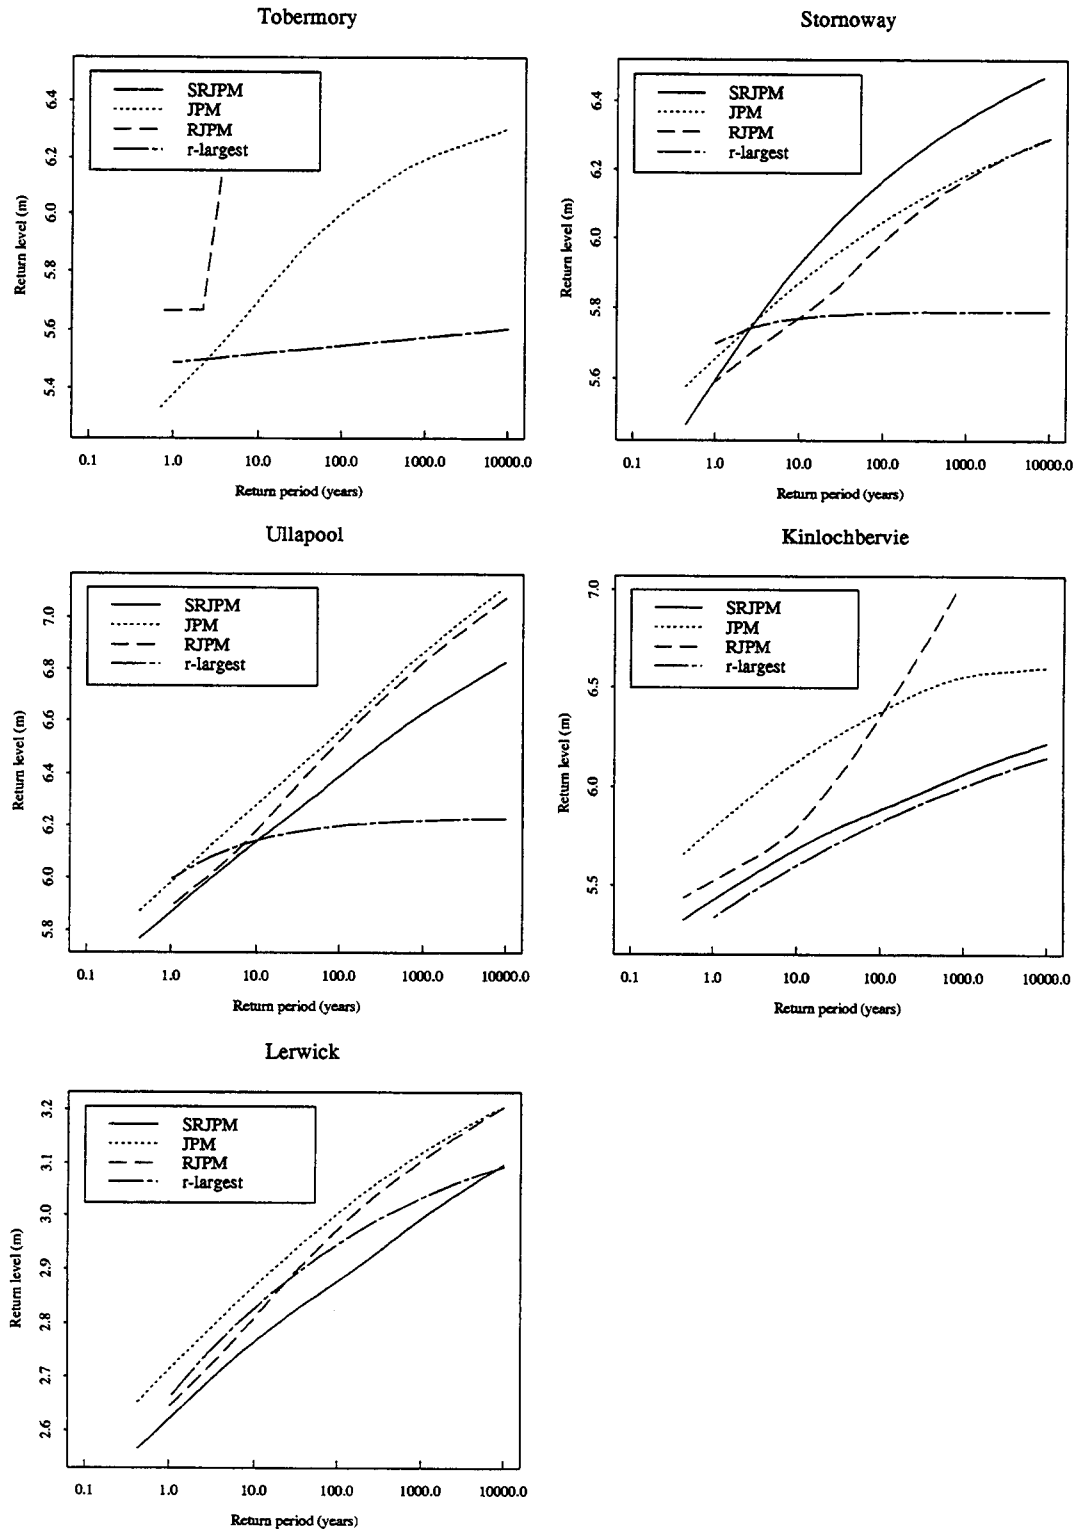 Tobermory
SRJPM
JPM
RJPM
r-largest
6.4
6.2
6.0
5.8
5.6
5.4
Return level (m)
0.1 1.0 10.0 100.0 1000.0 10000.0
Return period (years)
Stornoway
SRJPM
JPM
RJPM
r-largest
6.4
6.2
6.0
5.8
5.6
Return level (m)
0.1 1.0 10.0 100.0 1000.0 10000.0
Return period (years)
Ullapool
SRJPM
JPM
RJPM
r-largest
7.0
6.8
6.6
6.4
6.2
6.0
5.8
Return level (m)
0.1 1.0 10.0 100.0 1000.0 10000.0
Return period (years)
Kinlochbervie
SRJPM
JPM
RJPM
r-largest
7.0
6.5
6.0
5.5
Return level (m)
0.1 1.0 10.0 100.0 1000.0 10000.0
Return period (years)
Lerwick
SRJPM
JPM
RJPM
r-largest
3.2
3.1
3.0
2.9
2.8
2.7
2.6
Return level (m)
0.1 1.0 10.0 100.0 1000.0 10000.0
Return period (years)